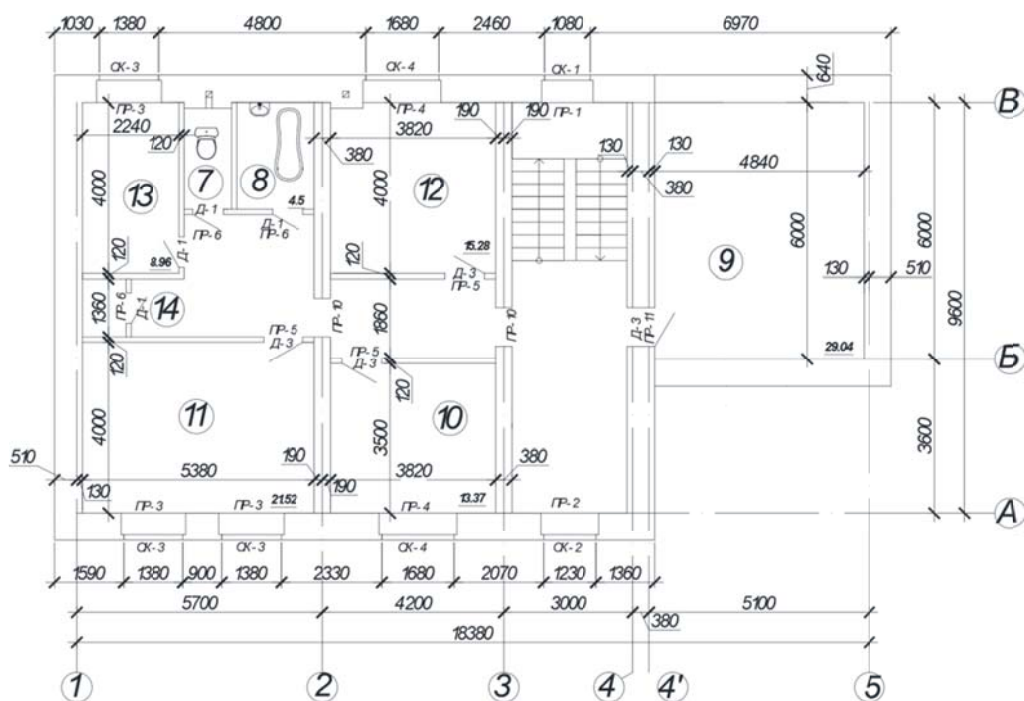 1030 1380 4800 1680 2460 1080 6970
СК-3 СК-4 СК-1
640
В
ПР-3 ПР-4 190 190 ПР-1
2240 3820 130 130 4840
120 380 380
4000 13 7 8 12 4000 9 6000 6000 9600
4.5
Д-1 Д-1
ПР-6 ПР-6
Д-1
8.96 15.28
120 120 Д-3 130 510
ПР-5
1360 ПР-6 Д-1 14 ПР-10 1860 ПР-10 Д-3 ПР-11
ПР-5 ПР-5 29.04
Д-3 Д-3 Б
120 120
4000 11 3500 10 3600
510 5380 190 3820 380
130 190
21.52 13.37
ПР-3 ПР-3 ПР-4 ПР-2
А
СК-3 СК-3 СК-4 СК-2
1590 1380 900 1380 2330 1680 2070 1230 1360
5700 4200 3000 5100
380
18380
1 2 3 4 4' 5